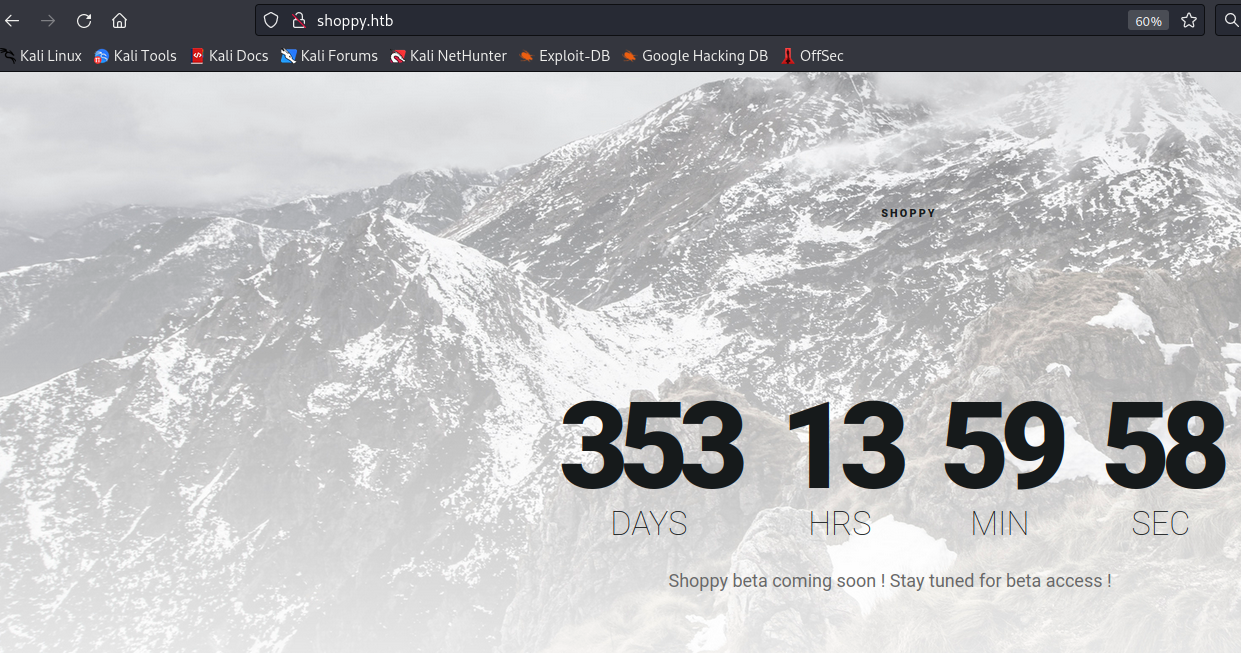 shoppy.htb 60%
Kali Linux Kali Tools Kali Docs Kali Forums Kali NetHunter Exploit-DB Google Hacking DB OffSec
SHOPPY
353 13 59 58
DAYS HRS MIN SEC
Shoppy beta coming soon ! Stay tuned for beta access !